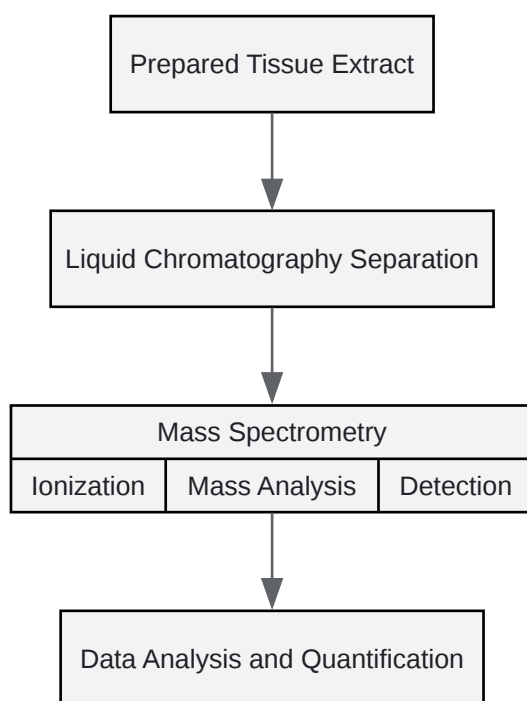 Prepared Tissue Extract
Liquid Chromatography Separation
Mass Spectrometry
Ionization
Mass Analysis
Detection
Data Analysis and Quantification